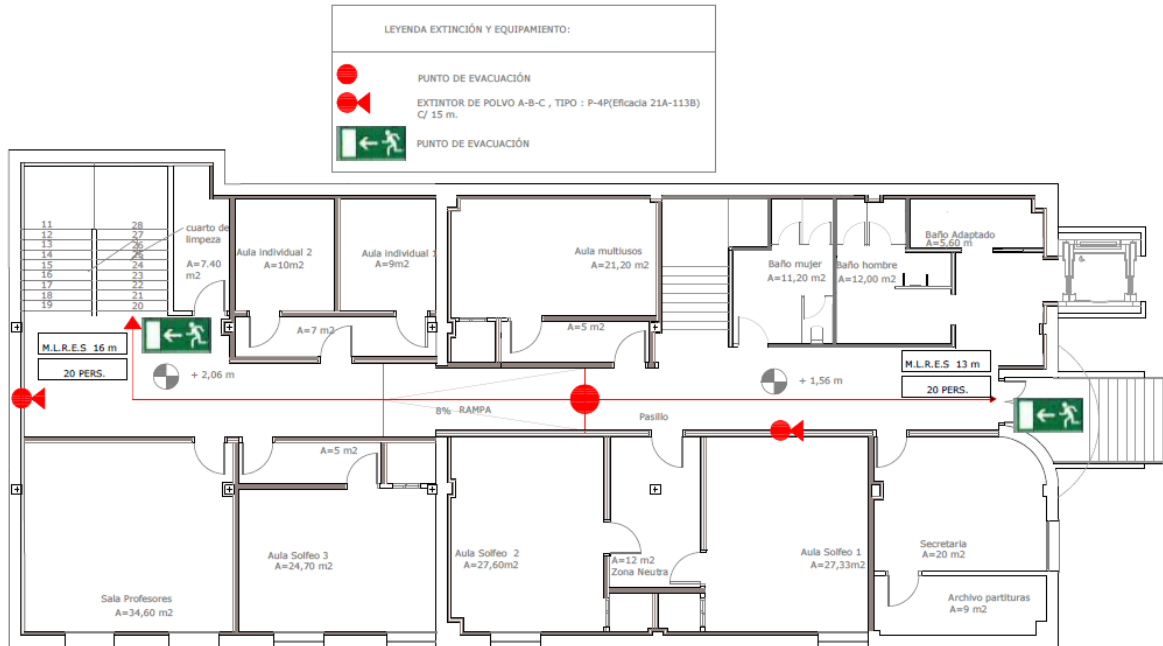 LEYENDA EXTINCIÓN Y EQUIPAMIENTO:
PUNTO DE EVACUACIÓN
EXTINTOR DE POLVO A-B-C , TIPO : P-4P(Eficacia 21A-113B)
C/ 15 m.
PUNTO DE EVACUACIÓN
11
12
13
14
15
16
17
18
19
28
27
26
25
24
23
22
21
20
cuarto de
limpeza
A=7.40
m2
Aula individual 2
A=10m2
Aula individual 1
A=9m2
Aula multiusos
A=21,20 m2
Baño mujer
A=11,20 m2
Baño hombre
A=12,00 m2
Baño Adaptado
A=5,60 m
A=7 m2
A=5 m2
M.L.R.E.S 16 m
20 PERS.
+ 2,06 m
8% RAMPA
Pasillo
+ 1,56 m
M.L.R.E.S 13 m
20 PERS.
A=5 m2
Sala Profesores
A=34,60 m2
Aula Solfeo 3
A=24,70 m2
Aula Solfeo 2
A=27,60m2
A=12 m2
Zona Neutra
Aula Solfeo 1
A=27,33m2
Secretaria
A=20 m2
Archivo partituras
A=9 m2